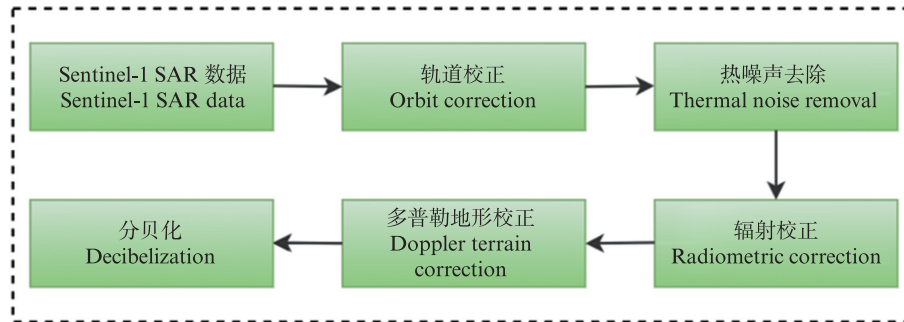 Sentinel-1 SAR 数据
Sentinel-1 SAR data
轨道校正
Orbit correction
热噪声去除
Thermal noise removal
辐射校正
Radiometric correction
多普勒地形校正
Doppler terrain
correction
分贝化
Decibelization